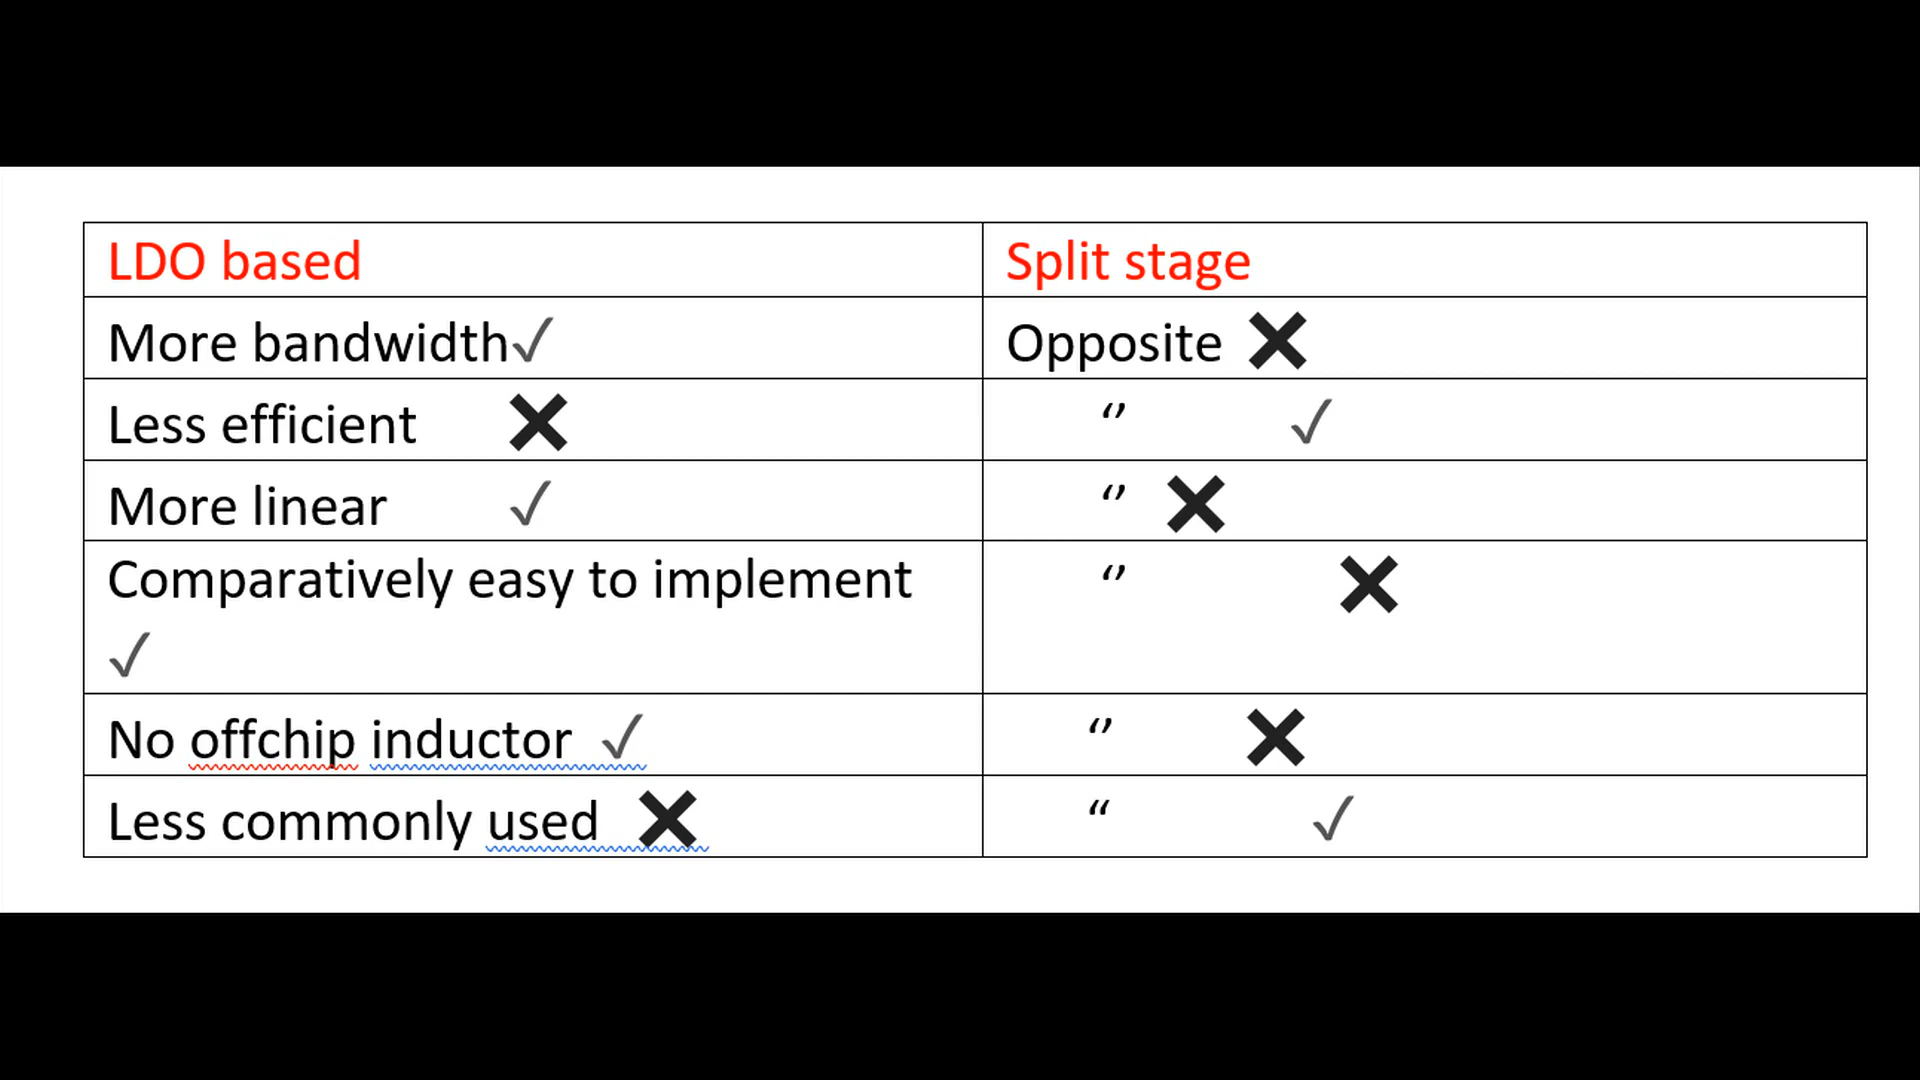 LDO based
Split stage
More bandwidth✓
Opposite ✖
Less efficient ✖
‘’ ✓
More linear ✓
‘’ ✖
Comparatively easy to implement
✓
‘’ ✖
No offchip inductor ✓
‘’ ✖
Less commonly used ✖
“ ✓